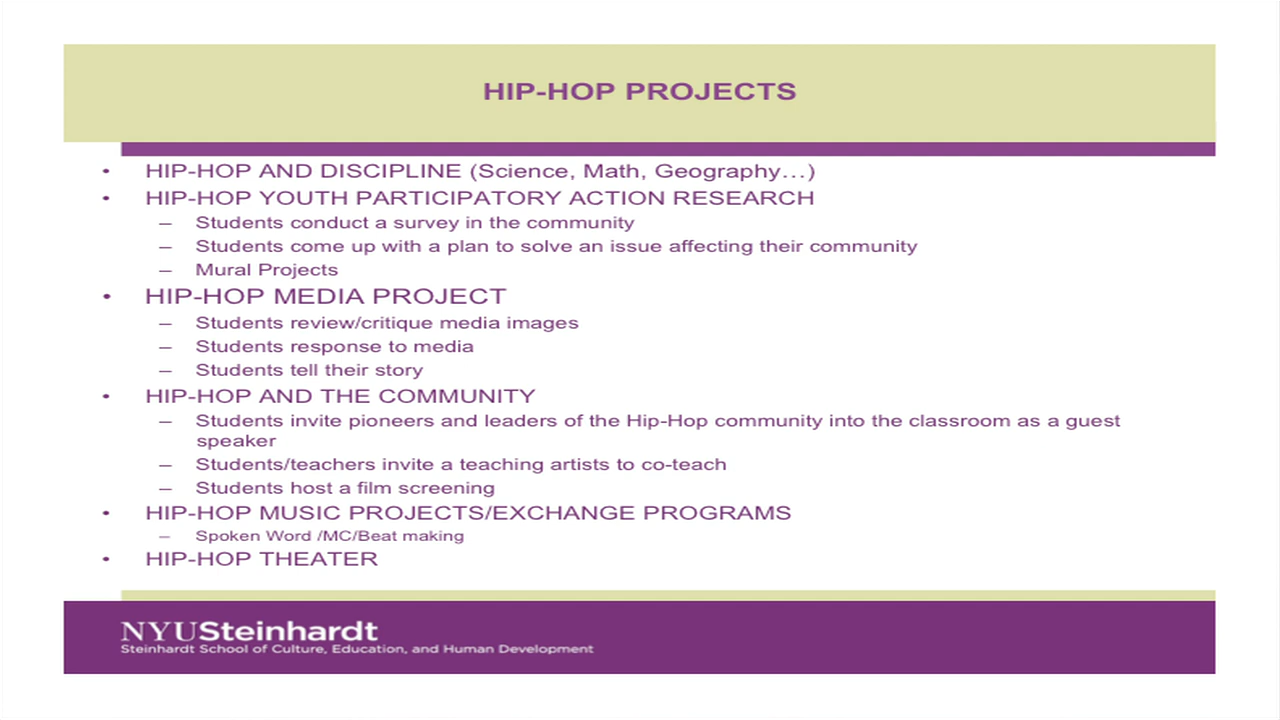 HIP-HOP PROJECTS
• HIP-HOP AND DISCIPLINE (Science, Math, Geography…)
• HIP-HOP YOUTH PARTICIPATORY ACTION RESEARCH
– Students conduct a survey in the community
– Students come up with a plan to solve an issue affecting their community
– Mural Projects
• HIP-HOP MEDIA PROJECT
– Students review/critique media images
– Students response to media
– Students tell their story
• HIP-HOP AND THE COMMUNITY
– Students invite pioneers and leaders of the Hip-Hop community into the classroom as a guest
speaker
– Students/teachers invite a teaching artists to co-teach
– Students host a film screening
• HIP-HOP MUSIC PROJECTS/EXCHANGE PROGRAMS
– Spoken Word /MC/Beat making
• HIP-HOP THEATER
NYUSteinhardt
Steinhardt School of Culture, Education, and Human Development